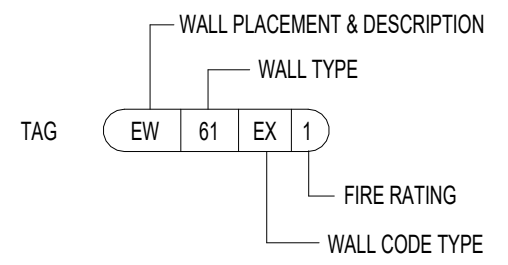 WALL PLACEMENT & DESCRIPTION
WALL TYPE
TAG EW 61 EX 1
FIRE RATING
WALL CODE TYPE